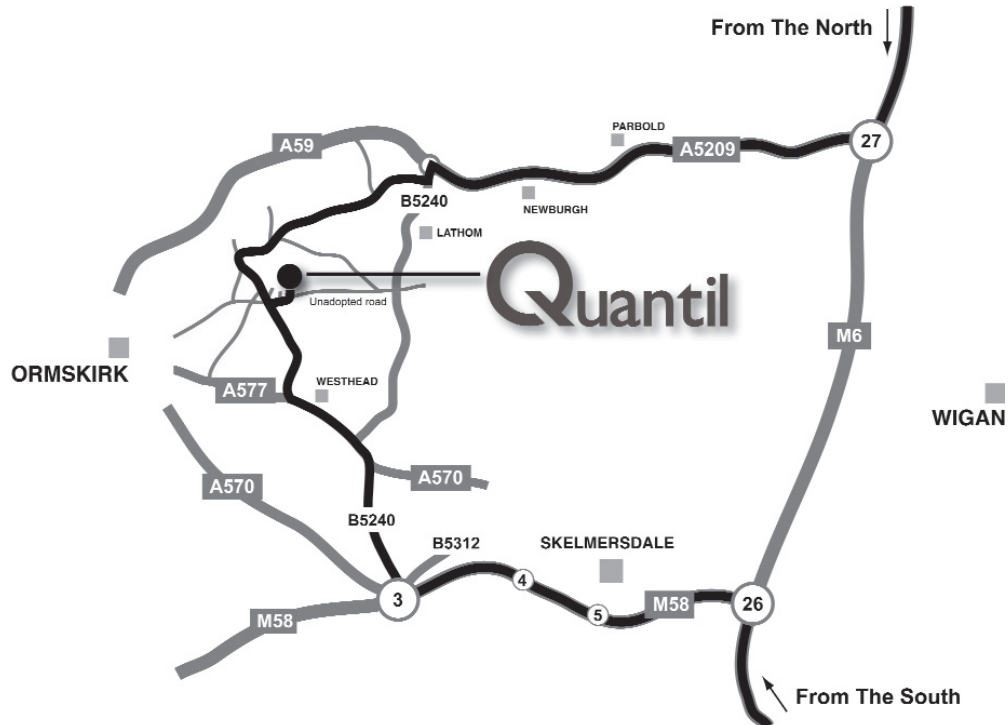 From The North
27
PARBOLD
A59
A5209
B5240
NEWBURGH
LATHOM
Quantil
Unadopted road
M6
ORMSKIRK
A577
WESTHEAD
WIGAN
A570
A570
B5240
B5312
SKELMERSDALE
4
3
5
M58
26
M58
From The South